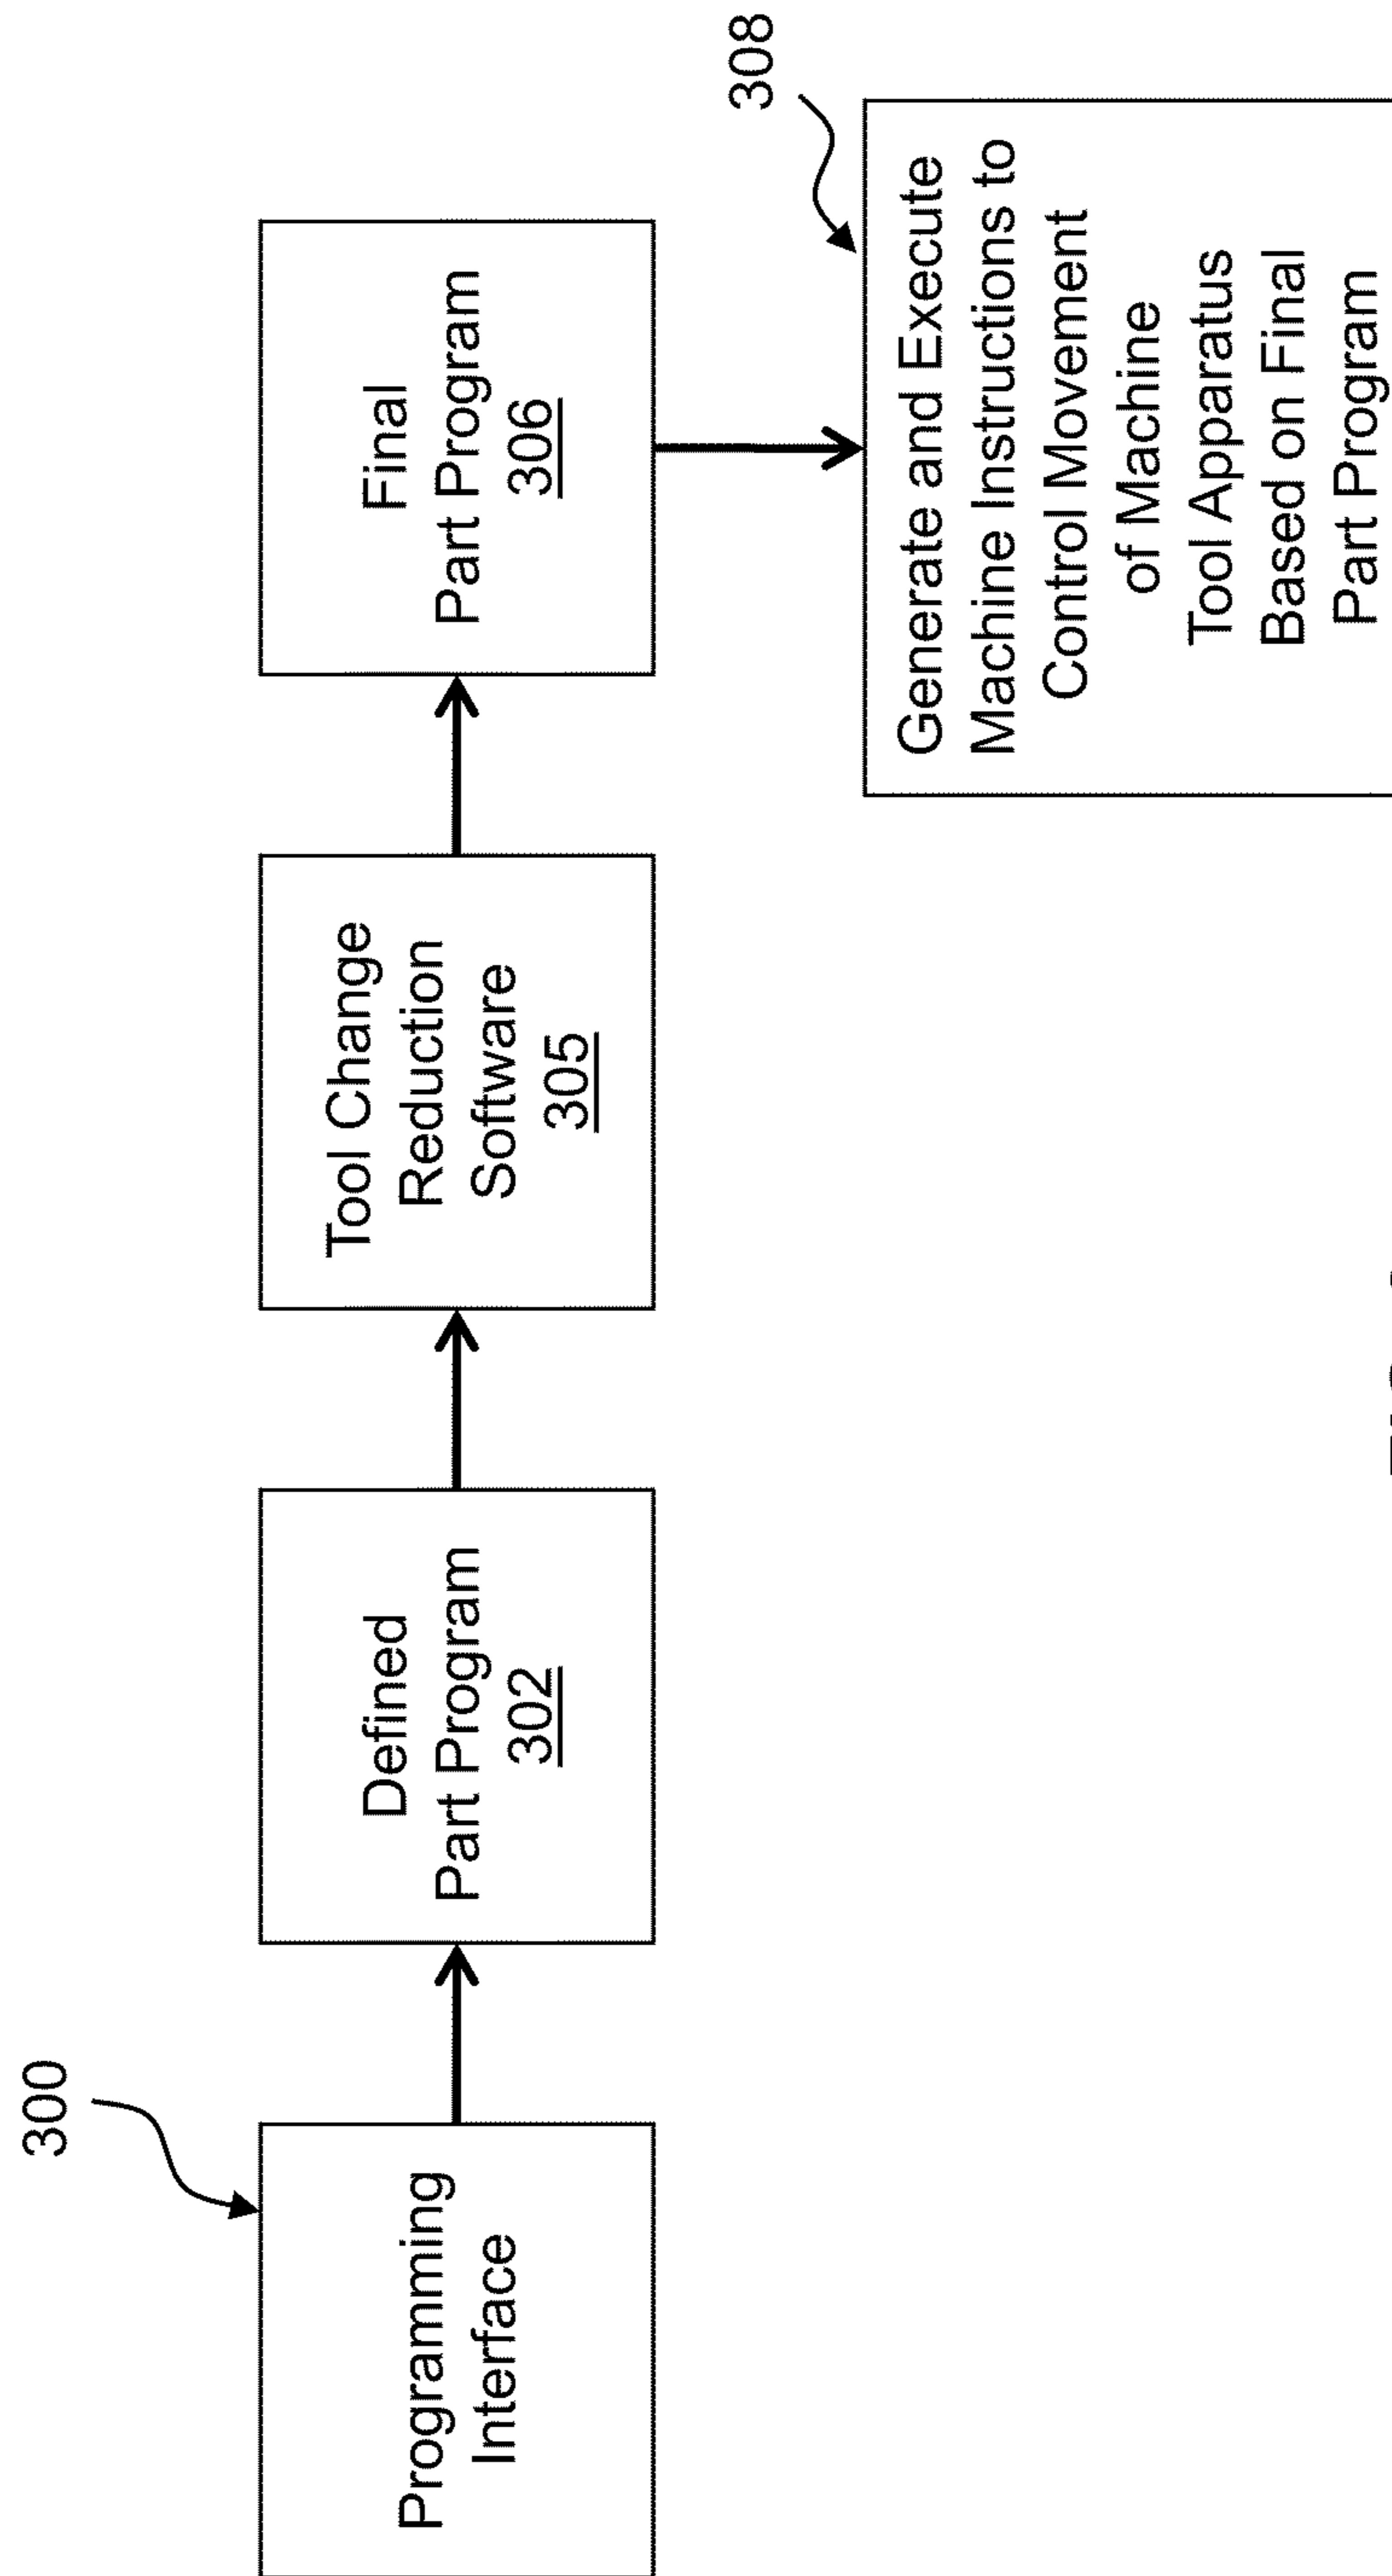 300
Programming
Interface
Defined
Part Program
302
Tool Change
Reduction
Software
305
Final
Part Program
306
308
Generate and Execute
Machine Instructions to
Control Movement
of Machine
Tool Apparatus
Based on Final
Part Program